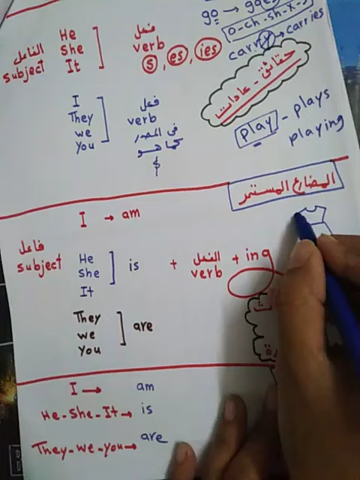 go → goes
o-ch-sh-x-s
carry → carries
He
She
It
الفاعل
subject
فعل
verb
s, es, ies
حقائق - عادات
I
They
we
you
فعل
verb
فى المصدر
كما هو
play - plays
playing
المضارع المستمر
I → am
فاعل
subject
He
she
It
is
+ الفعل + ing
verb
They
we
you
are
I → am
He-She-It → is
They-we-you → are